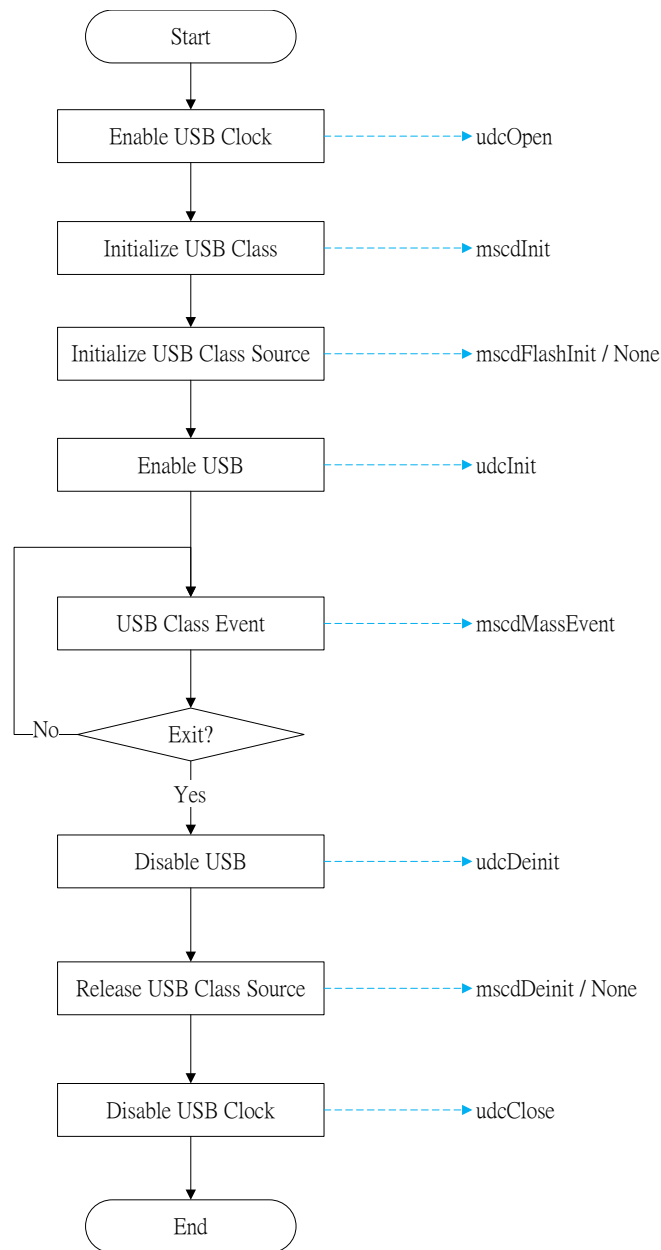 Start
Enable USB Clock
udcOpen
Initialize USB Class
mscdInit
Initialize USB Class Source
mscdFlashInit / None
Enable USB
udcInit
USB Class Event
mscdMassEvent
No
Exit?
Yes
Disable USB
udcDeinit
Release USB Class Source
mscdDeinit / None
Disable USB Clock
udcClose
End